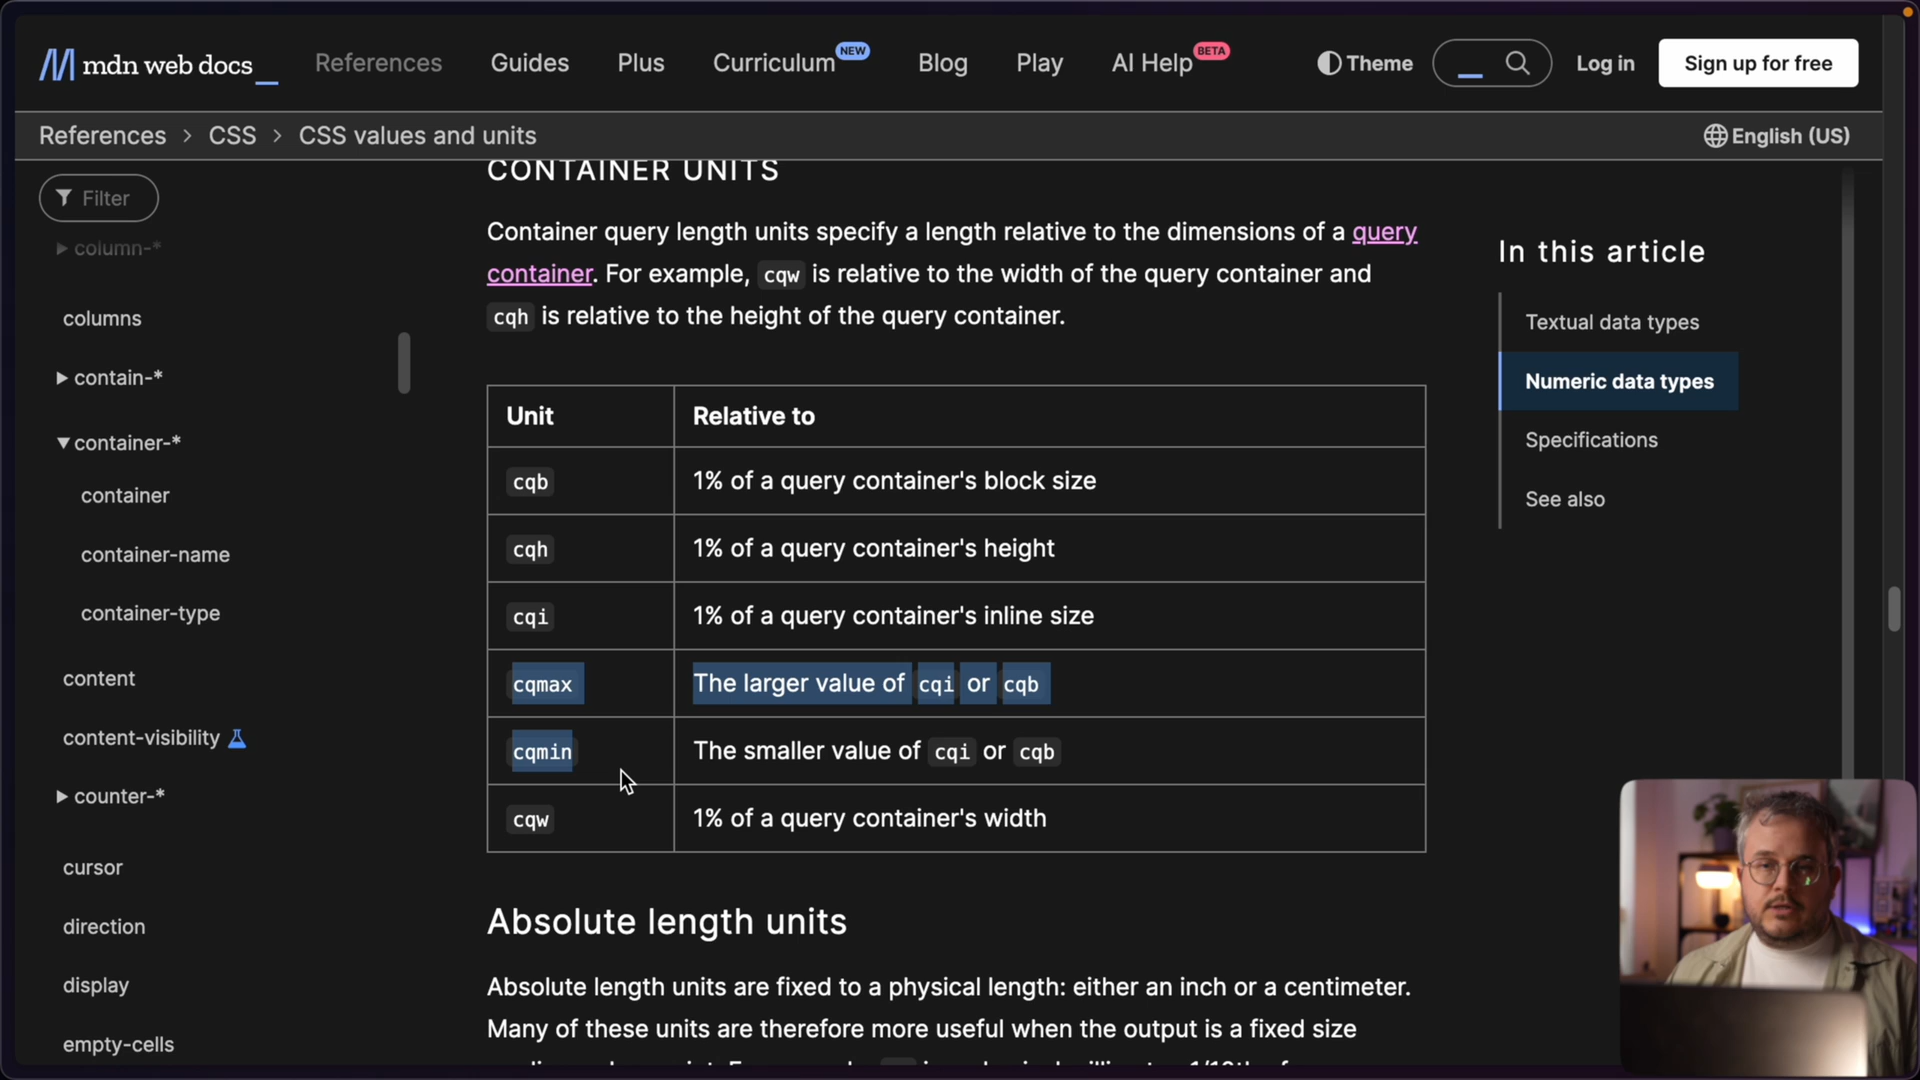 mdn web docs_
References
Guides
Plus
Curriculum NEW
Blog
Play
AI Help BETA
Theme
Log in
Sign up for free
References > CSS > CSS values and units
English (US)
Filter
column-*
columns
contain-*
container-*
container
container-name
container-type
content
content-visibility
counter-*
cursor
direction
display
empty-cells
CONTAINER UNITS
Container query length units specify a length relative to the dimensions of a query
container. For example, cqw is relative to the width of the query container and
cqh is relative to the height of the query container.
Unit Relative to
cqb 1% of a query container's block size
cqh 1% of a query container's height
cqi 1% of a query container's inline size
cqmax The larger value of cqi or cqb
cqmin The smaller value of cqi or cqb
cqw 1% of a query container's width
Absolute length units
Absolute length units are fixed to a physical length: either an inch or a centimeter.
Many of these units are therefore more useful when the output is a fixed size
In this article
Textual data types
Numeric data types
Specifications
See also